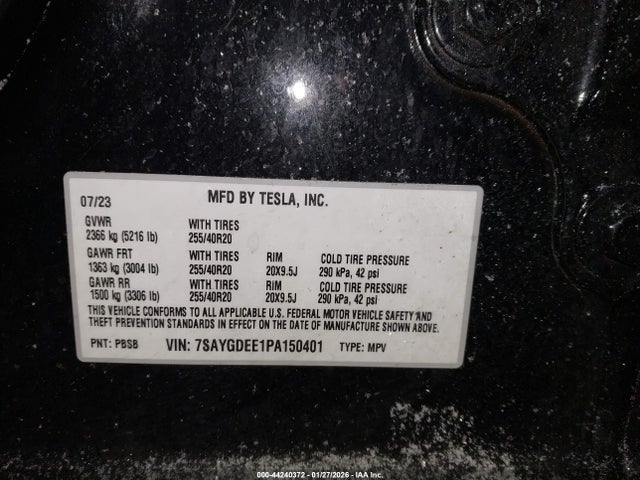 07/23 MFD BY TESLA, INC.
GVWR WITH TIRES
2366 kg (5216 lb) 255/40R20
GAWR FRT WITH TIRES RIM COLD TIRE PRESSURE
1363 kg (3004 lb) 255/40R20 20X9.5J 290 kPa, 42 psi
GAWR RR WITH TIRES RIM COLD TIRE PRESSURE
1500 kg (3306 lb) 255/40R20 20X9.5J 290 kPa, 42 psi
THIS VEHICLE CONFORMS TO ALL APPLICABLE U.S. FEDERAL MOTOR VEHICLE SAFETY AND
THEFT PREVENTION STANDARDS IN EFFECT ON THE DATE OF MANUFACTURE SHOWN ABOVE.
PNT: PBSB VIN: 7SAYGDEE1PA150401 TYPE: MPV
000-44240372 - 01/27/2026 - © IAA Inc.